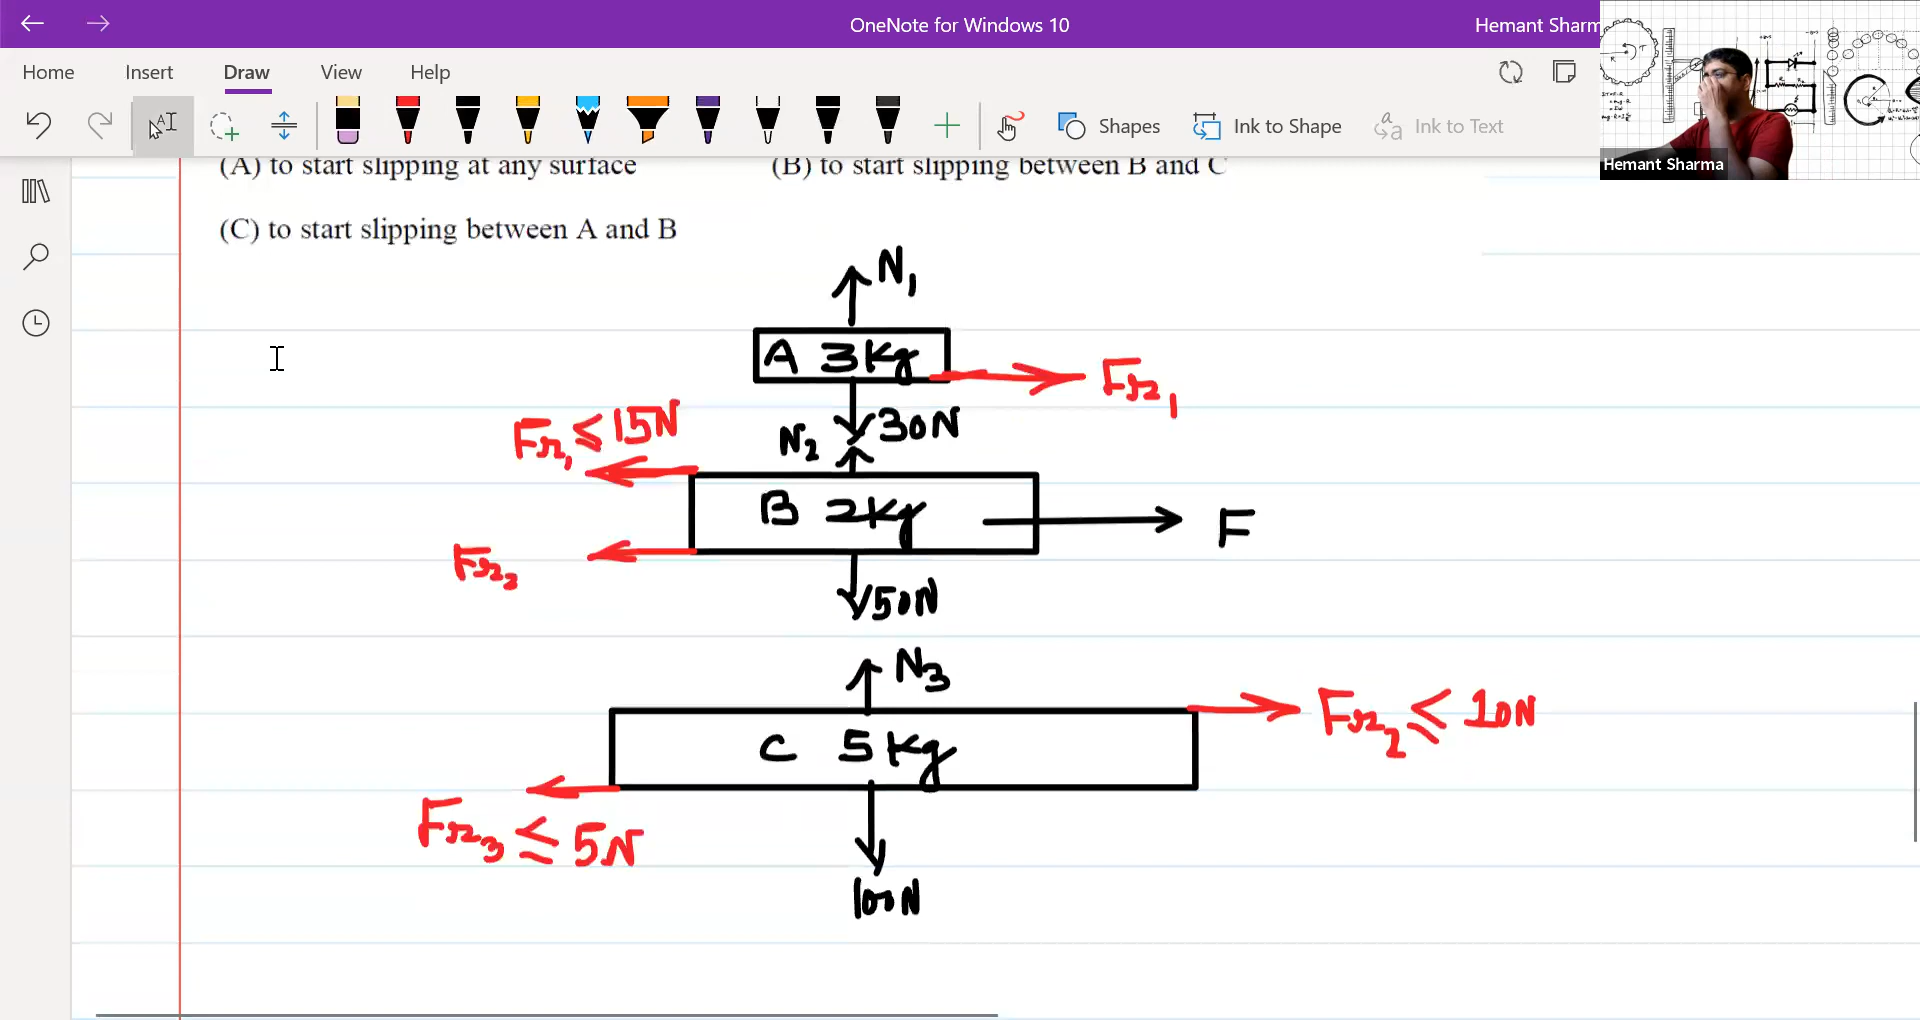 OneNote for Windows 10
Hemant Sharm
Home Insert Draw View Help
Shapes Ink to Shape Ink to Text
Hemant Sharma
(A) to start slipping at any surface (B) to start slipping between B and C
(C) to start slipping between A and B
N1
A 3kg
Fr1
Fr1 ≤ 15N
N2 30N
B 2kg
F
Fr2
50N
N3
Fr2 ≤ 10N
C 5kg
Fr3 ≤ 5N
100N